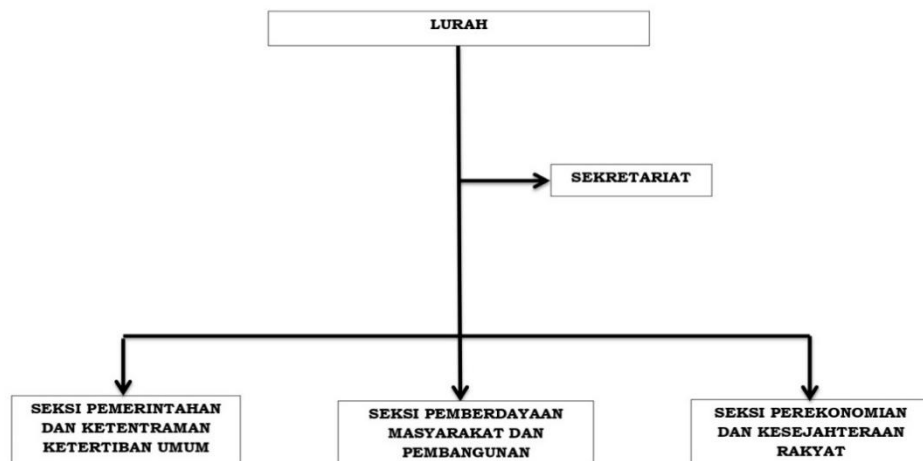 LURAH
SEKRETARIAT
SEKSI PEMERINTAHAN
DAN KETENTRAMAN
KETERTIBAN UMUM
SEKSI PEMBERDAYAAN
MASYARAKAT DAN
PEMBANGUNAN
SEKSI PEREKONOMIAN
DAN KESEJAHTERAAN
RAKYAT